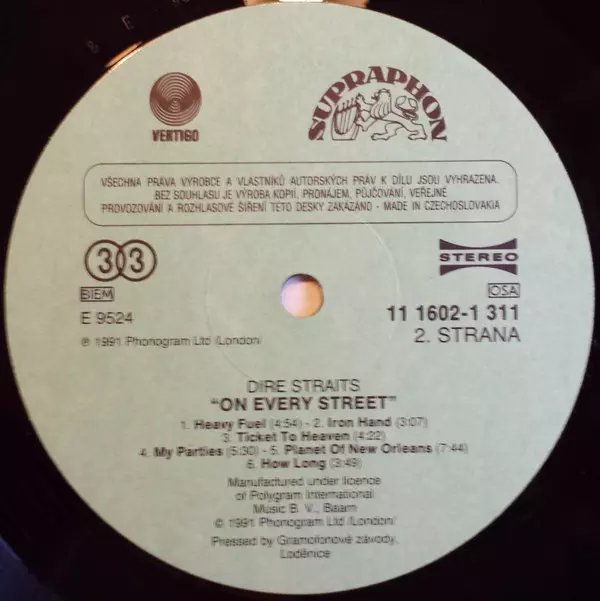 VERTIGO
SUPRAPHON
VŠECHNA PRÁVA VÝROBCE A VLASTNÍKŮ AUTORSKÝCH PRÁV K DÍLU JSOU VYHRAZENA.
BEZ SOUHLASU JE VÝROBA KOPIÍ, PRONÁJEM, PŮJČOVÁNÍ, VEŘEJNÉ
PROVOZOVÁNÍ A ROZHLASOVÉ ŠÍŘENÍ TÉTO DESKY ZAKÁZÁNO - MADE IN CZECHOSLOVAKIA
33
STEREO
BIEM
OSA
E 9524
11 1602-1 311
℗ 1991 Phonogram Ltd /London/
2. STRANA
DIRE STRAITS
"ON EVERY STREET"
1. Heavy Fuel (4:54) - 2. Iron Hand (3:07)
3. Ticket To Heaven (4:22)
4. My Parties (5:30) - 5. Planet Of New Orleans (7:44)
6. How Long (3:49)
Manufactured under licence
of Polygram International
Music B. V., Baarn
© 1991 Phonogram Ltd /London/
Pressed by Gramofonové závody,
Loděnice